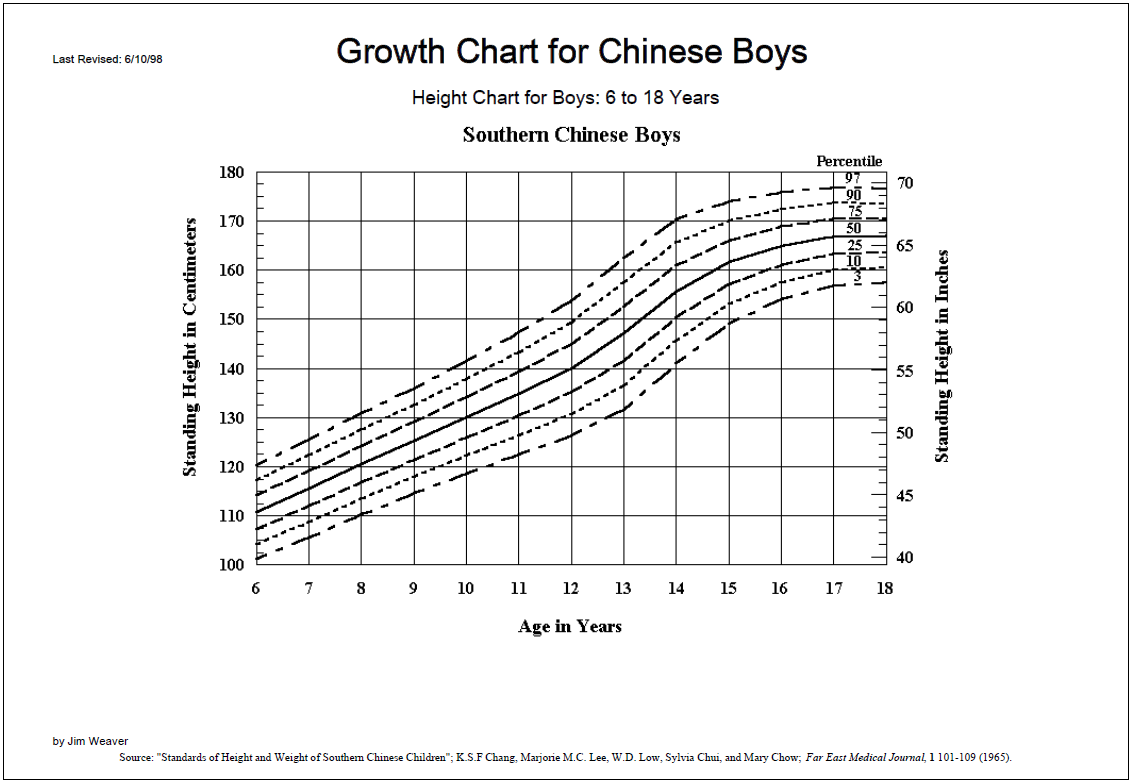 Last Revised: 6/10/98
Growth Chart for Chinese Boys
Height Chart for Boys: 6 to 18 Years
Southern Chinese Boys
Percentile
180
97
70
90
75
170
50
65
25
160
10
3
60
150
140
55
130
50
120
45
110
40
100
Standing Height in Centimeters
Standing Height in Inches
6 7 8 9 10 11 12 13 14 15 16 17 18
Age in Years
by Jim Weaver
Source: "Standards of Height and Weight of Southern Chinese Children"; K.S.F Chang, Marjorie M.C. Lee, W.D. Low, Sylvia Chui, and Mary Chow; Far East Medical Journal, 1 101-109 (1965).